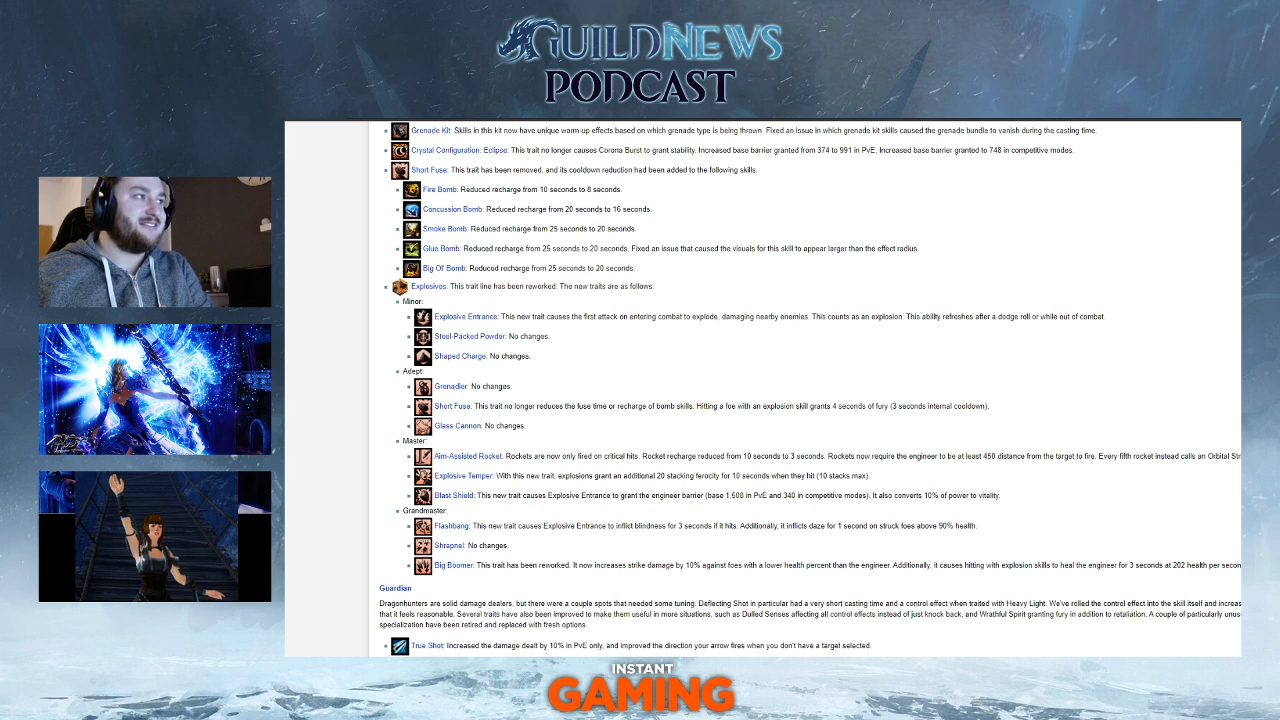 GUILDNEWS
PODCAST
Grenade Kit: Skills in this kit now have unique warm-up effects based on which grenade type is being thrown. Fixed an issue in which grenade kit skills caused the grenade bundle to vanish during the casting time.
Crystal Configuration: Eclipse: This trait no longer causes Corona Burst to grant stability. Increased base barrier granted from 374 to 991 in PvE. Increased base barrier granted to 748 in competitive modes.
Short Fuse: This trait has been removed, and its cooldown reduction had been added to the following skills.
Fire Bomb: Reduced recharge from 10 seconds to 8 seconds.
Concussion Bomb: Reduced recharge from 20 seconds to 16 seconds.
Smoke Bomb: Reduced recharge from 25 seconds to 20 seconds.
Glue Bomb: Reduced recharge from 25 seconds to 20 seconds. Fixed an issue that caused the visuals for this skill to appear larger than the effect radius.
Big Ol' Bomb: Reduced recharge from 25 seconds to 20 seconds.
Explosives: This trait line has been reworked. The new traits are as follows:
Minor:
Explosive Entrance: This new trait causes the first attack on entering combat to explode, damaging nearby enemies. This counts as an explosion. This ability refreshes after a dodge roll or while out of combat.
Steel-Packed Powder: No changes.
Shaped Charge: No changes.
Adept:
Grenadier: No changes.
Short Fuse: This trait no longer reduces the fuse time or recharge of bomb skills. Hitting a foe with an explosion skill grants 4 seconds of fury (3 seconds internal cooldown).
Glass Cannon: No changes.
Master:
Aim-Assisted Rocket: Rockets are now only fired on critical hits. Rocket recharge reduced from 10 seconds to 3 seconds. Rockets now require the engineer to be at least 450 distance from the target to fire. Every fifth rocket instead calls an Orbital Str
Explosive Temper: With this new trait, explosions grant an additional 20 stacking ferocity for 10 seconds when they hit (10 stacks max).
Blast Shield: This new trait causes Explosive Entrance to grant the engineer barrier (base 1,508 in PvE and 340 in competitive modes). It also converts 10% of power to vitality.
Grandmaster:
Flashbang: This new trait causes Explosive Entrance to inflict blindness for 3 seconds if it hits. Additionally, it inflicts daze for 1 second on struck foes above 90% health.
Shrapnel: No changes.
Big Boomer: This trait has been reworked. It now increases strike damage by 10% against foes with a lower health percent than the engineer. Additionally, it causes hitting with explosion skills to heal the engineer for 3 seconds at 202 health per secon
Guardian
Dragonhunters are solid damage dealers, but there were a couple spots that needed some tuning. Deflecting Shot in particular had a very short casting time and a control effect when traited with Heavy Light. We've rolled the control effect into the skill itself and increas
that it feels reasonable. Several traits have also been improved to make them useful in more situations, such as Dulled Senses affecting all control effects instead of just knock back, and Wrathful Spirit granting fury in addition to retaliation. A couple of particularly unus
specialization have been retired and replaced with fresh options.
True Shot: Increased the damage dealt by 10% in PvE only, and improved the direction your arrow fires when you don't have a target selected.
INSTANT
GAMING